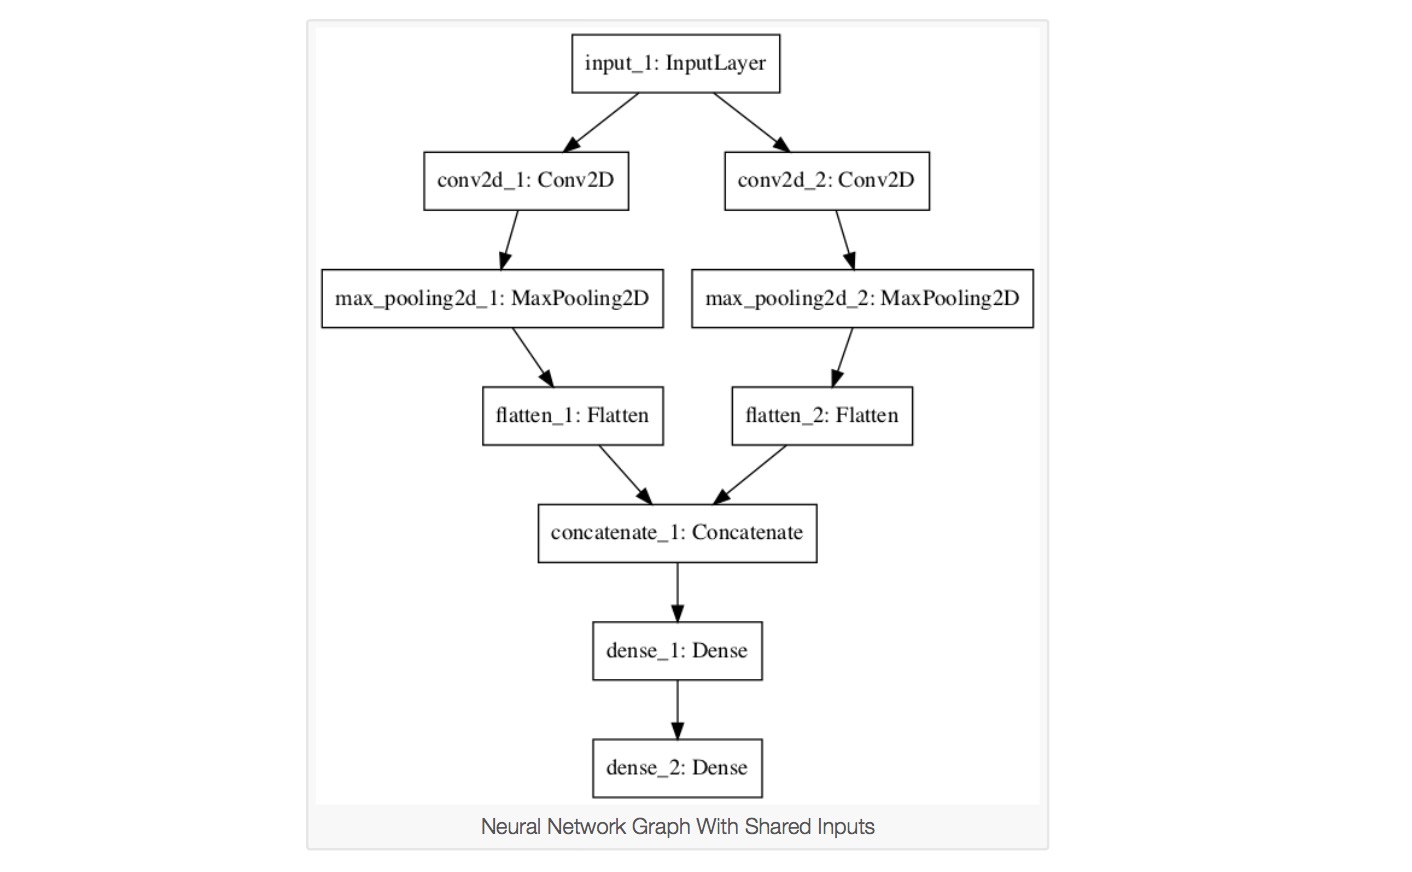 input_1: InputLayer
conv2d_1: Conv2D
conv2d_2: Conv2D
max_pooling2d_1: MaxPooling2D
max_pooling2d_2: MaxPooling2D
flatten_1: Flatten
flatten_2: Flatten
concatenate_1: Concatenate
dense_1: Dense
dense_2: Dense
Neural Network Graph With Shared Inputs